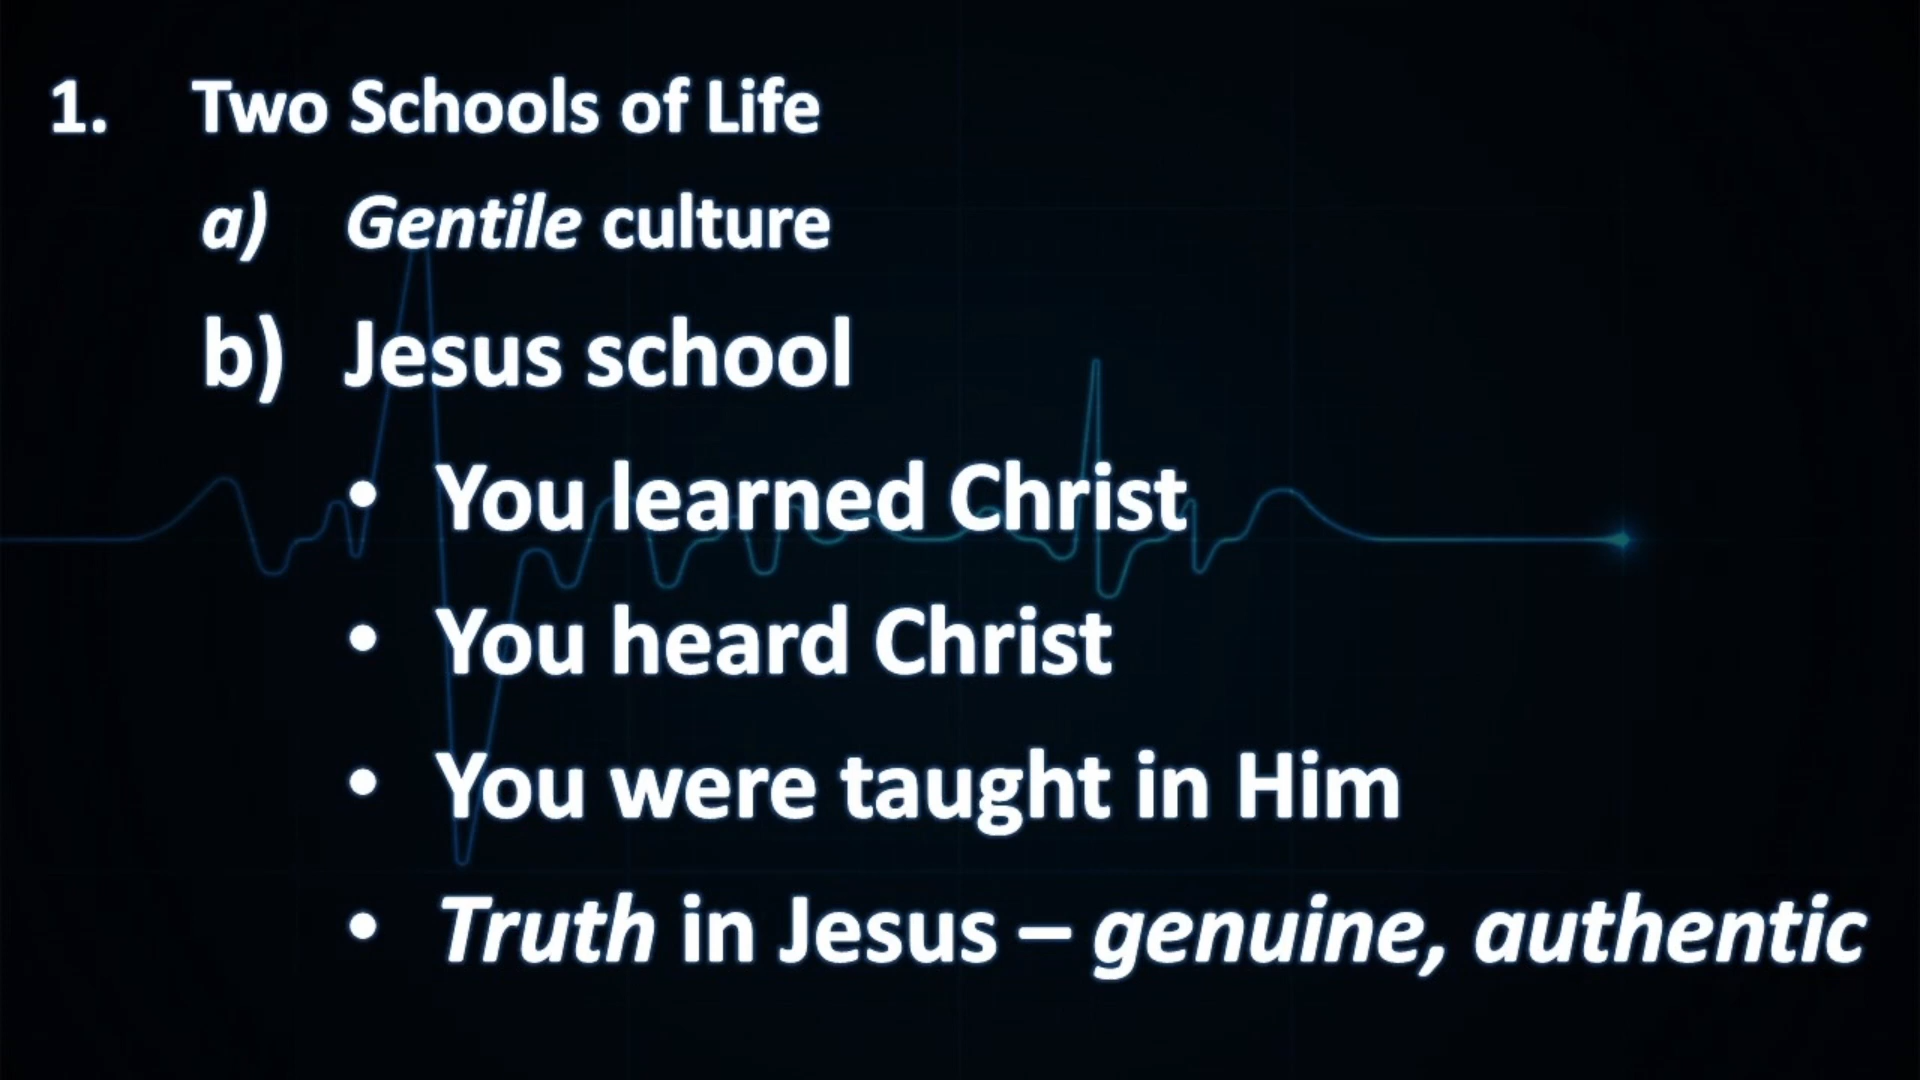 1. Two Schools of Life
a) Gentile culture
b) Jesus school
• You learned Christ
• You heard Christ
• You were taught in Him
• Truth in Jesus – genuine, authentic